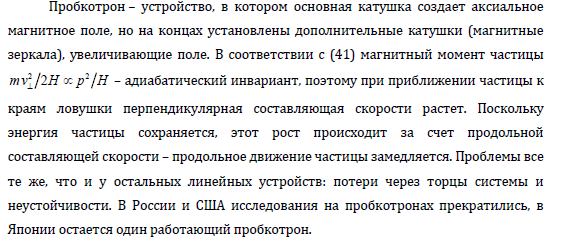 Пробкотрон – устройство, в котором основная катушка создает аксиальное
магнитное поле, но на концах установлены дополнительные катушки (магнитные
зеркала), увеличивающие поле. В соответствии с (41) магнитный момент частицы
$mv_{\perp}^{2}/2H \propto p^{2}/H$ – адиабатический инвариант, поэтому при приближении частицы к
краям ловушки перпендикулярная составляющая скорости растет. Поскольку
энергия частицы сохраняется, этот рост происходит за счет продольной
составляющей скорости – продольное движение частицы замедляется. Проблемы все
те же, что и у остальных линейных устройств: потери через торцы системы и
неустойчивости. В России и США исследования на пробкотронах прекратились, в
Японии остается один работающий пробкотрон.